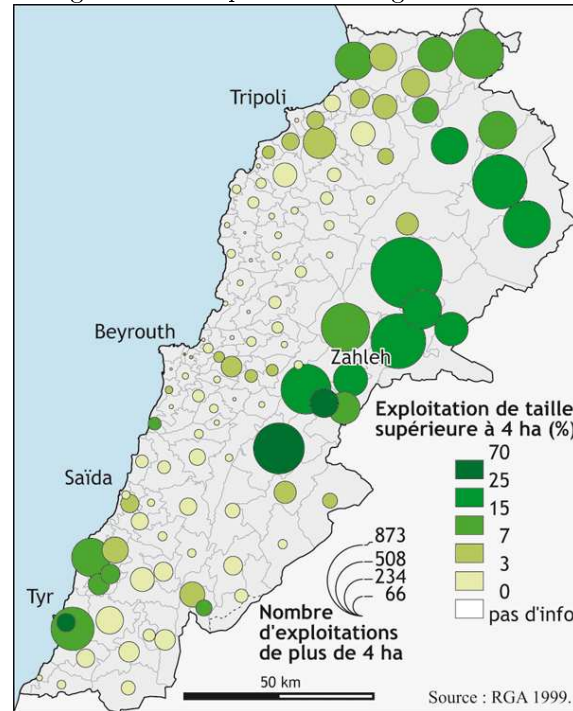 Tripoli
Beyrouth
Zahleh
Saïda
Tyr
Exploitation de taille
supérieure à 4 ha (%)
70
25
15
7
3
0
pas d'info
873
508
234
66
Nombre
d'exploitations
de plus de 4 ha
50 km
Source : RGA 1999.